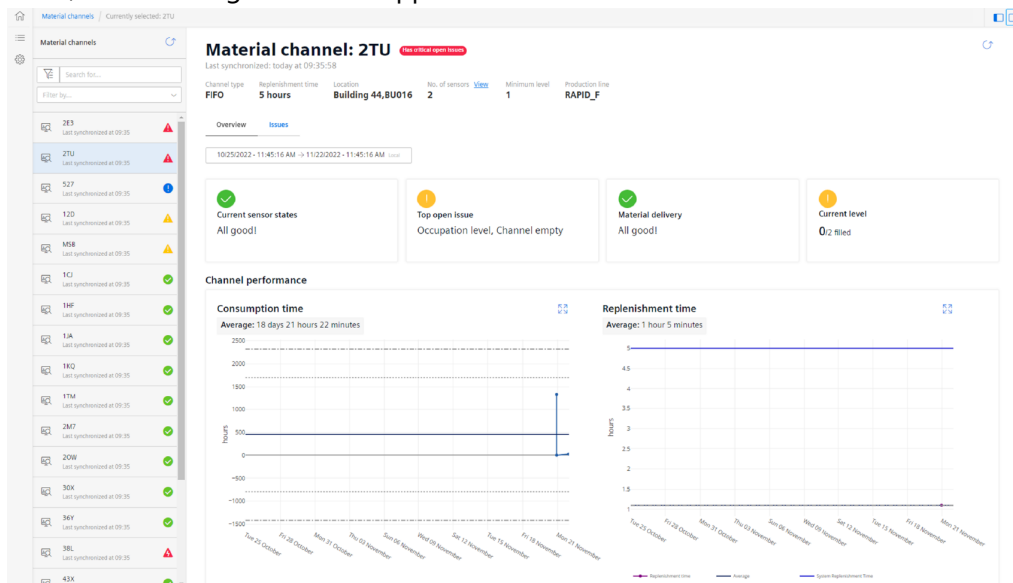 Material channels / Currently selected: 2TU
Material channels
Search for...
Filter by...
2E3
Last synchronized at 09:35
2TU
Last synchronized at 09:35
527
Last synchronized at 09:35
12D
Last synchronized at 09:35
MSB
Last synchronized at 09:35
1CJ
Last synchronized at 09:35
1HF
Last synchronized at 09:35
1JA
Last synchronized at 09:35
1KQ
Last synchronized at 09:35
1TM
Last synchronized at 09:35
2M7
Last synchronized at 09:35
2OW
Last synchronized at 09:35
30X
Last synchronized at 09:35
36Y
Last synchronized at 09:35
38L
Last synchronized at 09:35
43X
Material channel: 2TU Has critical open issues
Last synchronized: today at 09:35:58
Channel type Replenishment time Location No. of sensors View Minimum level Production line
FIFO 5 hours Building 44,BU016 2 1 RAPID_F
Overview Issues
10/25/2022 - 11:45:16 AM -> 11/22/2022 - 11:45:16 AM Local
Current sensor states
All good!
Top open issue
Occupation level, Channel empty
Material delivery
All good!
Current level
0/2 filled
Channel performance
Consumption time
Average: 18 days 21 hours 22 minutes
2500
2000
1500
1000
500
0
−500
−1000
−1500
hours
Tue 25 October Fri 28 October Mon 31 October Thu 03 November Sun 06 November Wed 09 November Sat 12 November Tue 15 November Fri 18 November Mon 21 November
Replenishment time
Average: 1 hour 5 minutes
5
4.5
4
3.5
3
2.5
2
1.5
1
hours
Tue 25 October Fri 28 October Mon 31 October Thu 03 November Sun 06 November Wed 09 November Sat 12 November Tue 15 November Fri 18 November Mon 21 November
Replenishment time Average System Replenishment Time